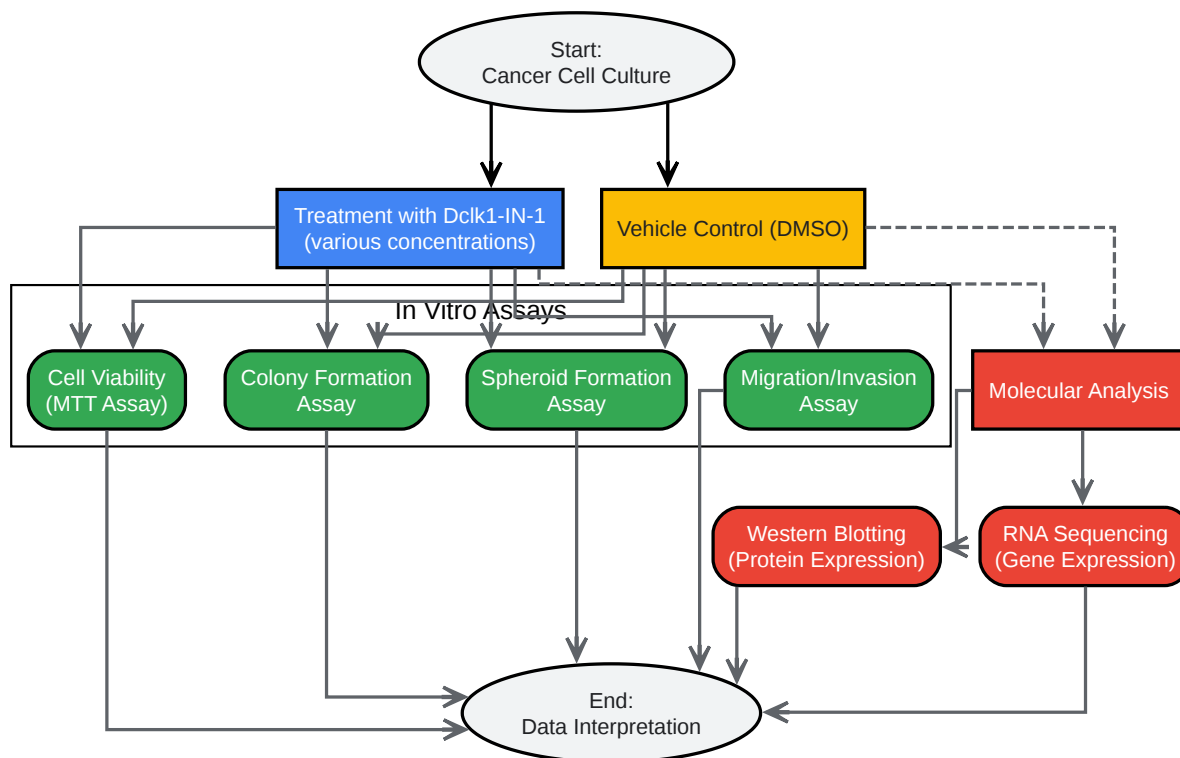 Start:
Cancer Cell Culture
Treatment with Dclk1-IN-1
(various concentrations)
Vehicle Control (DMSO)
In Vitro Assays
Cell Viability
(MTT Assay)
Colony Formation
Assay
Spheroid Formation
Assay
Migration/Invasion
Assay
Molecular Analysis
Western Blotting
(Protein Expression)
RNA Sequencing
(Gene Expression)
End:
Data Interpretation